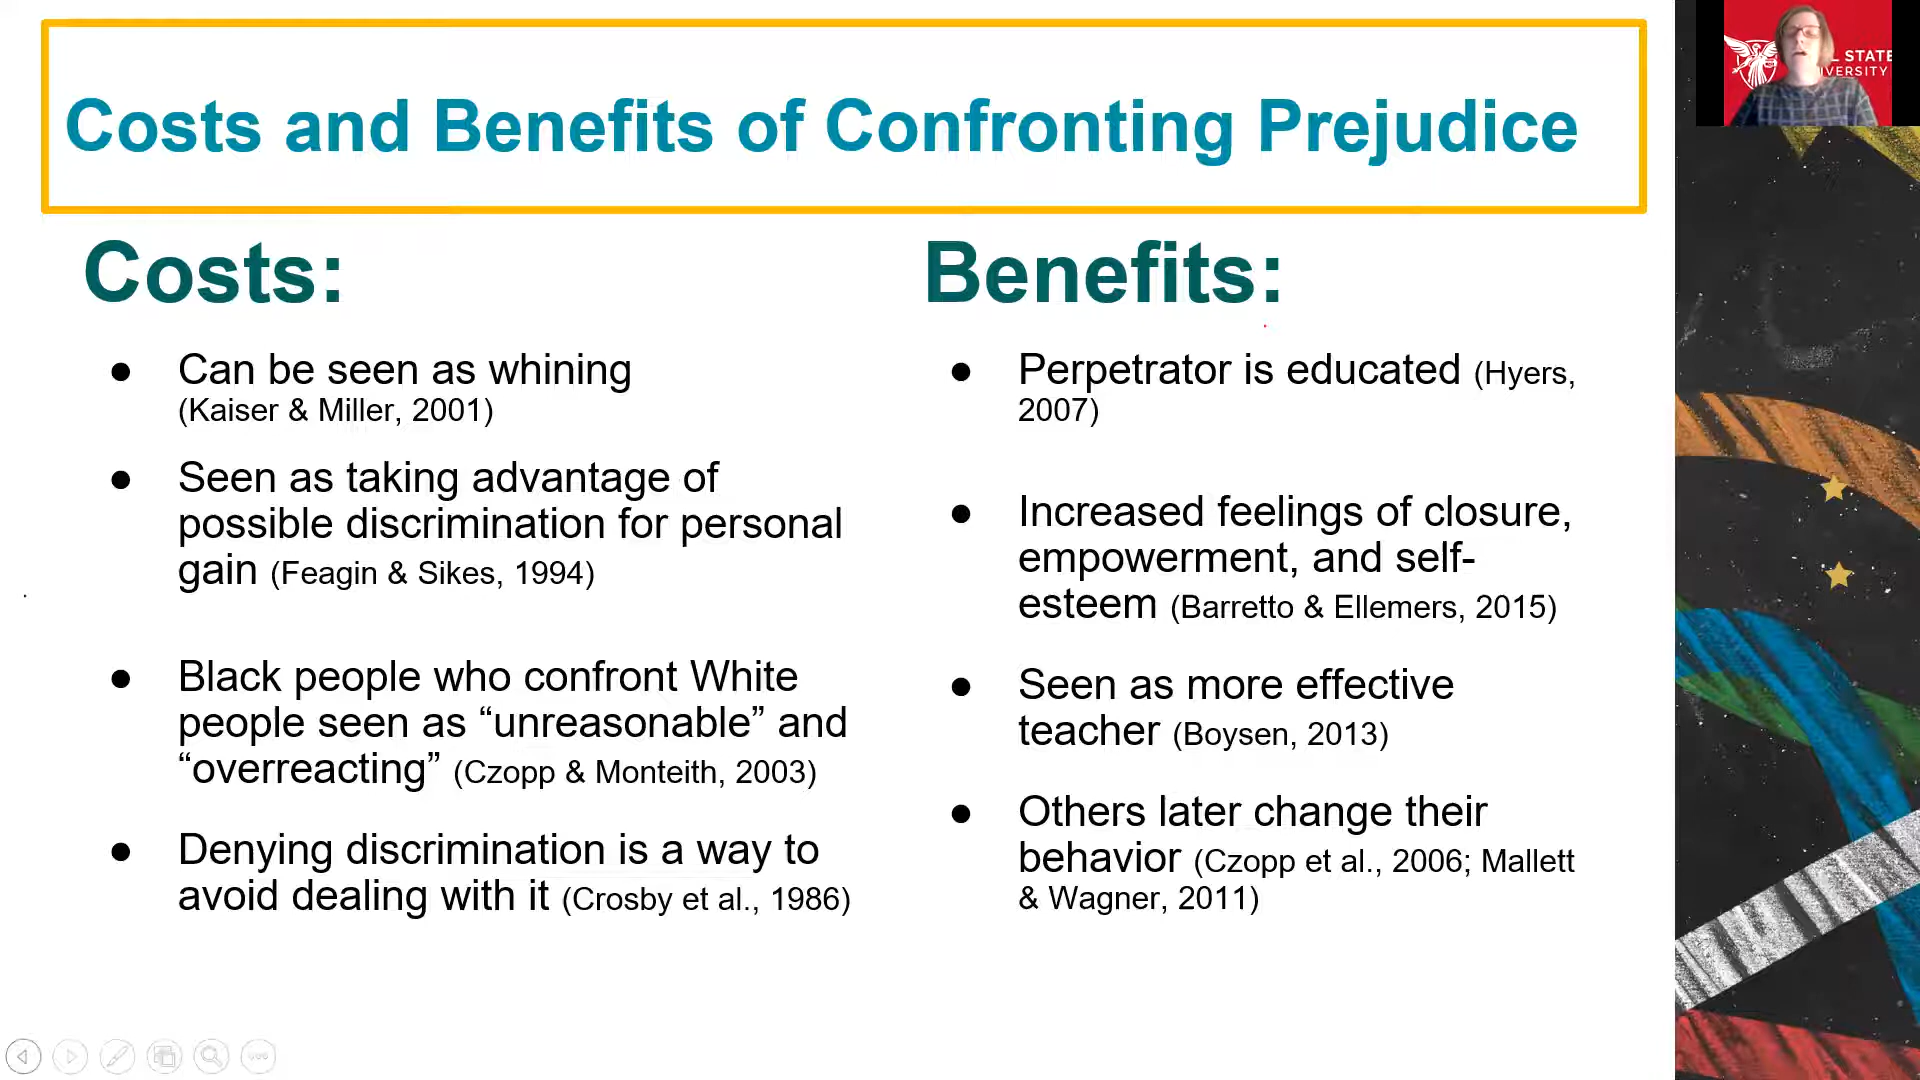 Costs and Benefits of Confronting Prejudice
Costs:
● Can be seen as whining
(Kaiser & Miller, 2001)
● Seen as taking advantage of
possible discrimination for personal
gain (Feagin & Sikes, 1994)
● Black people who confront White
people seen as “unreasonable” and
“overreacting” (Czopp & Monteith, 2003)
● Denying discrimination is a way to
avoid dealing with it (Crosby et al., 1986)
Benefits:
● Perpetrator is educated (Hyers,
2007)
● Increased feelings of closure,
empowerment, and self-
esteem (Barretto & Ellemers, 2015)
● Seen as more effective
teacher (Boysen, 2013)
● Others later change their
behavior (Czopp et al., 2006; Mallett
& Wagner, 2011)
STATE